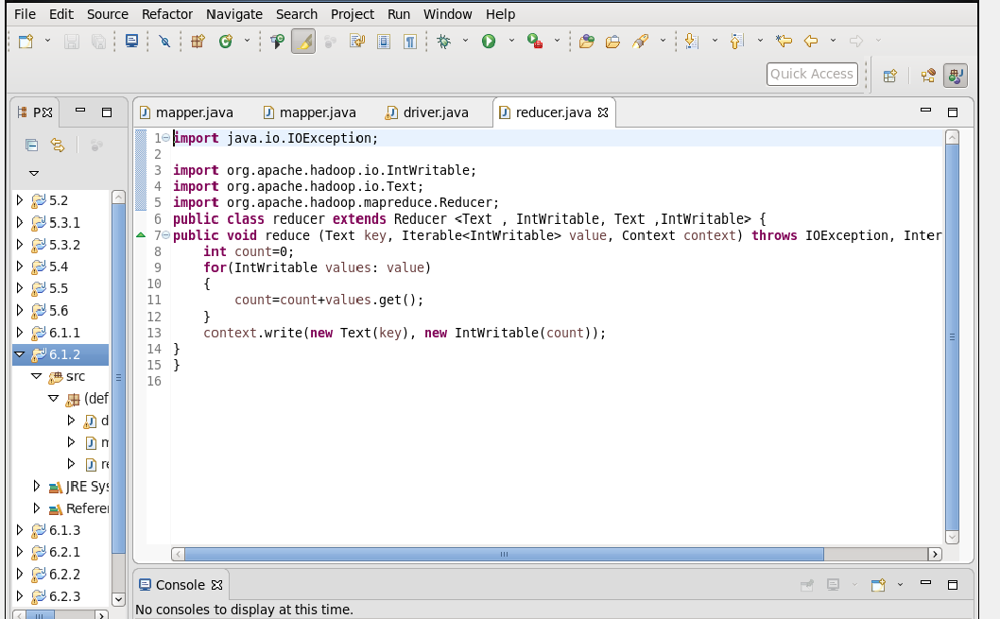 File Edit Source Refactor Navigate Search Project Run Window Help
Quick Access
P
mapper.java mapper.java driver.java reducer.java
1 import java.io.IOException;
2
3 import org.apache.hadoop.io.IntWritable;
4 import org.apache.hadoop.io.Text;
5 import org.apache.hadoop.mapreduce.Reducer;
6 public class reducer extends Reducer <Text , IntWritable, Text ,IntWritable> {
7 public void reduce (Text key, Iterable<IntWritable> value, Context context) throws IOException, Inter
8 int count=0;
9 for(IntWritable values: value)
10 {
11 count=count+values.get();
12 }
13 context.write(new Text(key), new IntWritable(count));
14 }
15 }
16
5.2
5.3.1
5.3.2
5.4
5.5
5.6
6.1.1
6.1.2
src
(def
d
m
re
JRE Sys
Referen
6.1.3
6.2.1
6.2.2
6.2.3
Console
No consoles to display at this time.